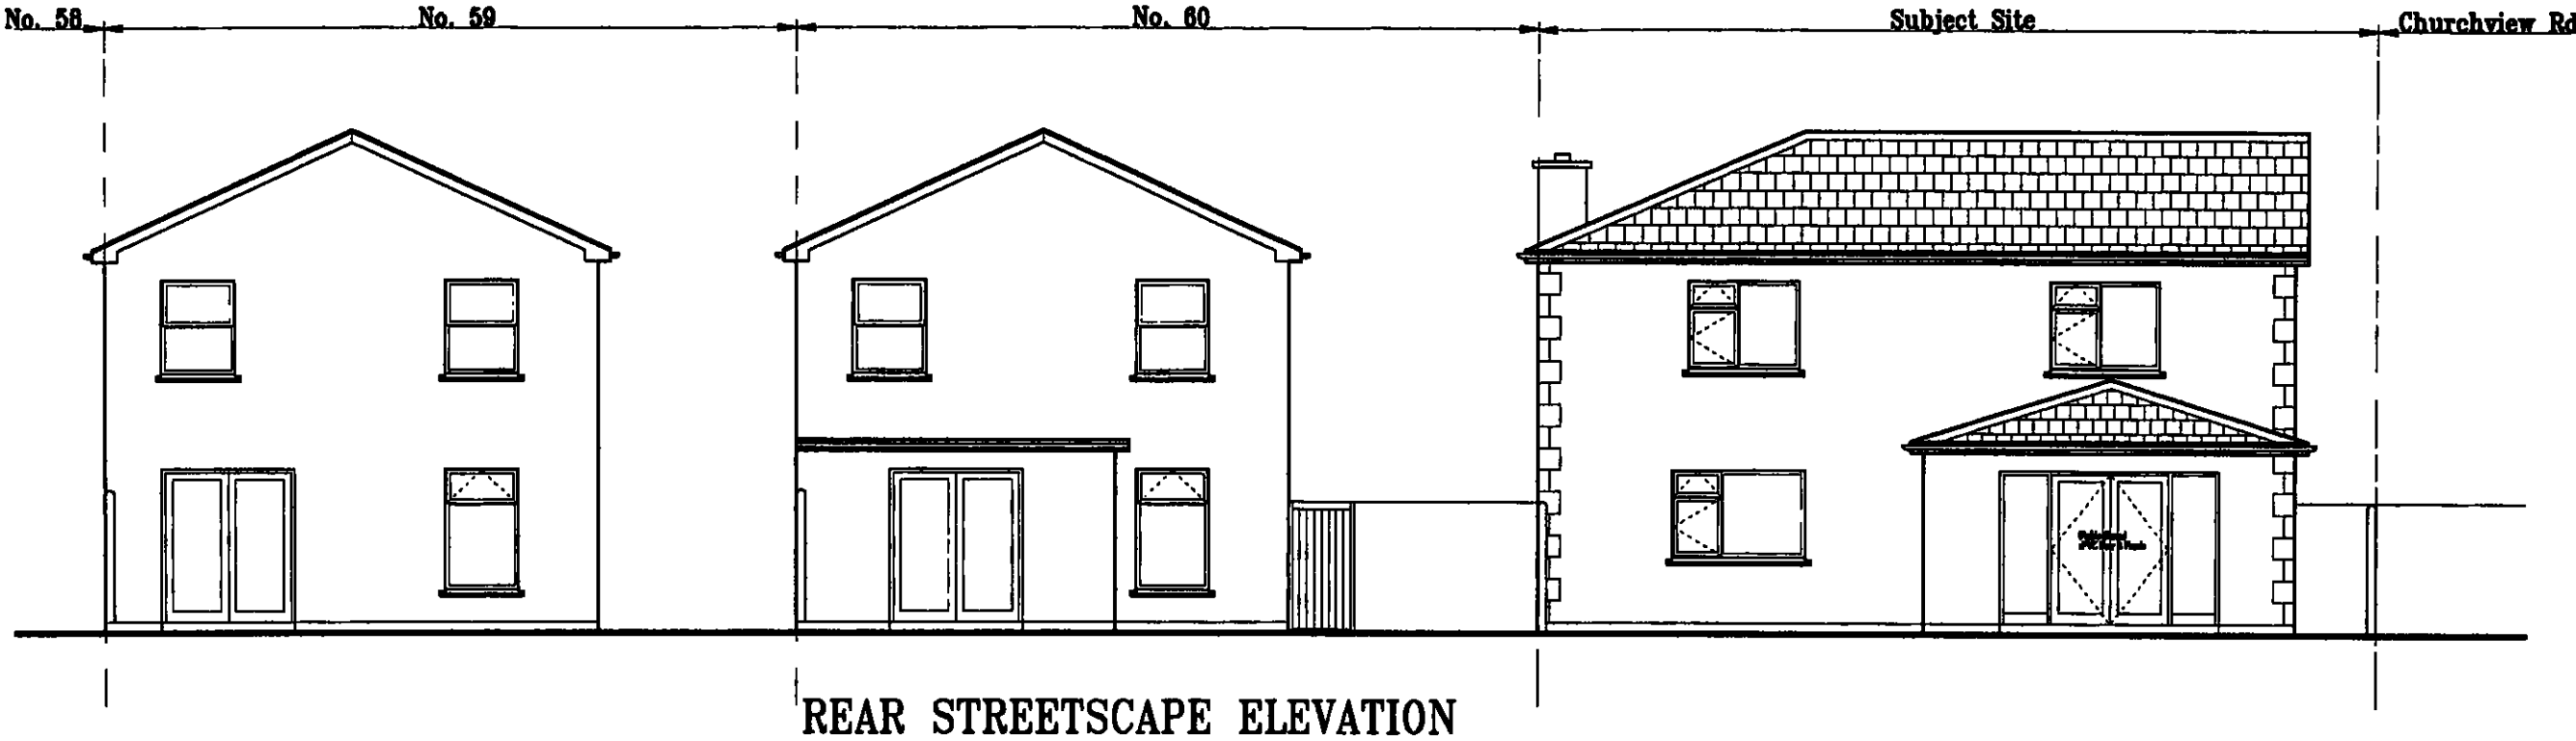 No. 58
No. 59
No. 60
Subject Site
Churchview Rd
REAR STREETSCAPE ELEVATION